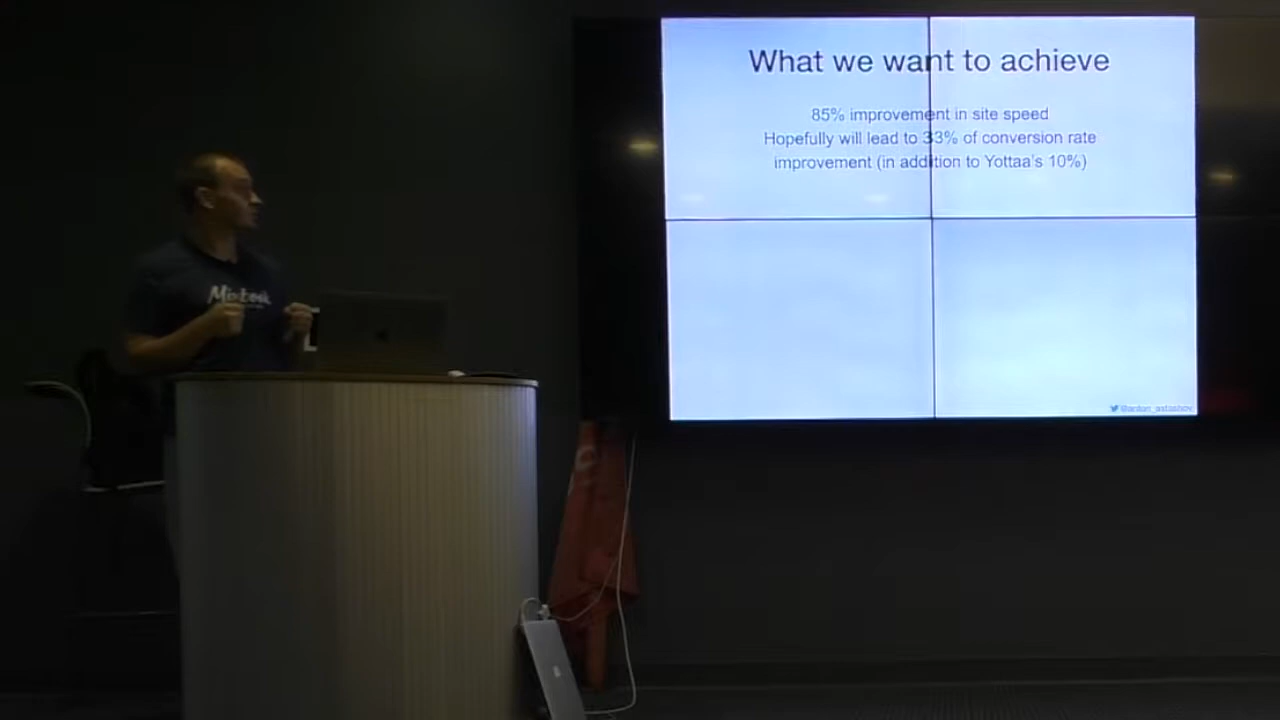 What we want to achieve
85% improvement in site speed
Hopefully will lead to 33% of conversion rate
improvement (in addition to Yottaa's 10%)
@anton_astashov